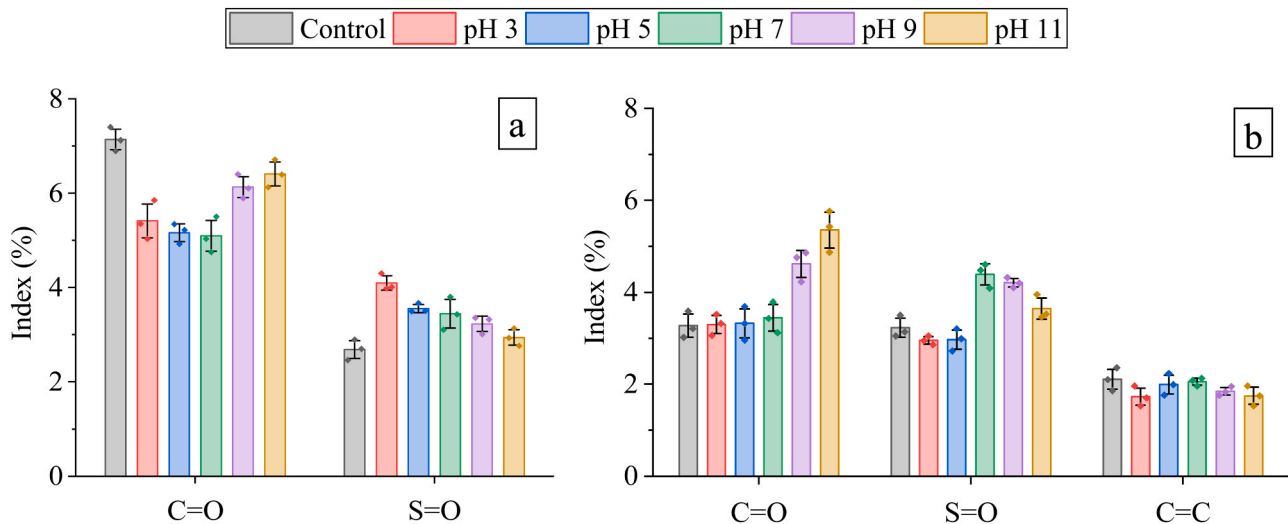 Control pH 3 pH 5 pH 7 pH 9 pH 11
a
8
6
4
2
0
Index (%)
C=O S=O
b
8
6
4
2
0
Index (%)
C=O S=O C=C